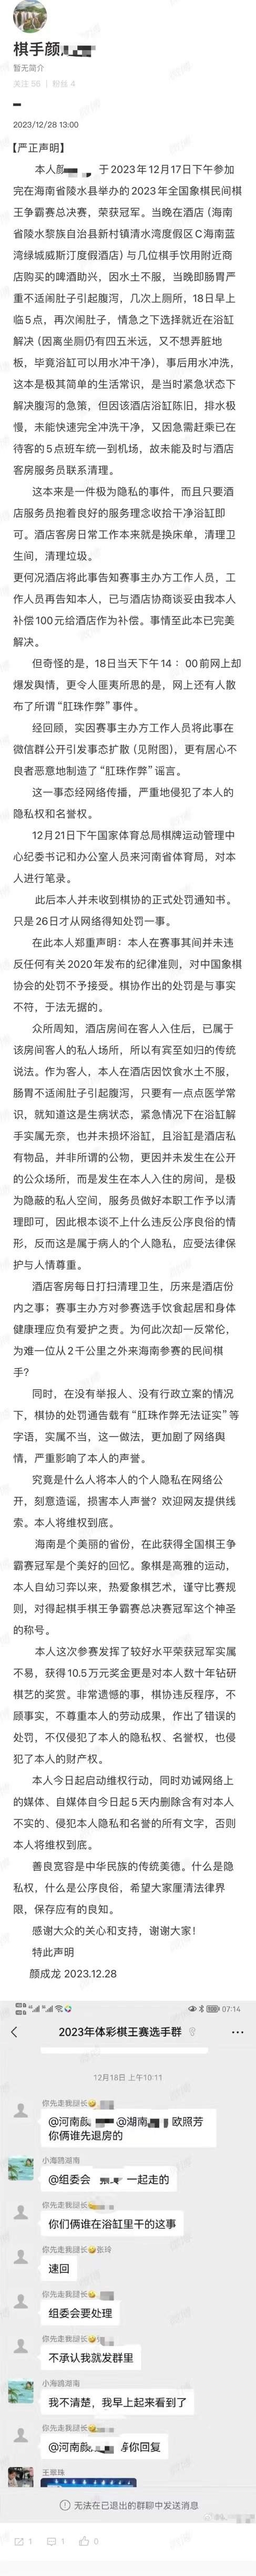 棋手颜
暂无简介
关注 56 | 粉丝 4
2023/12/28 13:00
【严正声明】
本人颜 于2023年12月17日下午参加
完在海南省陵水县举办的2023年全国象棋民间棋
王争霸赛总决赛,荣获冠军。当晚在酒店(海南
省陵水黎族自治县新村镇清水湾度假区C海南蓝
湾绿城威斯汀度假酒店)与几位棋手饮用附近商
店购买的啤酒助兴,因水土不服,当晚即肠胃严
重不适闹肚子引起腹泻,几次上厕所,18日早上
临5点,再次闹肚子,情急之下选择就近在浴缸
解决(因离坐便仍有四五米远,又不想弄脏地
板,毕竟浴缸可以用水冲干净),事后用水冲洗,
这本是极其简单的生活常识,是当时紧急状态下
解决腹泻的急策,但因该酒店浴缸陈旧,排水极
慢,未能快速完全冲洗干净,又因急需赶乘已在
待客的5点班车统一到机场,故未能及时与酒店
客房服务员联系清理。
这本来是一件极为隐私的事件,而且只要酒
店服务员抱着良好的服务理念收拾干净浴缸即
可。酒店客房日常工作本来就是换床单,清理卫
生间,清理垃圾。
更何况酒店将此事告知赛事主办方工作人员,工
作人员再告知本人,已与酒店协商谈妥由我本人
补偿100元给酒店作为补偿。事情至此本已完美
解决。
但奇怪的是,18日当天下午14:00前网上却
爆发舆情,更令人匪夷所思的是,网上还有人散
布了所谓“肛珠作弊”事件。
经回顾,实因赛事主办方工作人员将此事在
微信群公开引发事态扩散(见附图),更有居心不
良者恶意地制造了“肛珠作弊”谣言。
这一事态经网络传播,严重地侵犯了本人的
隐私权和名誉权。
12月21日下午国家体育总局棋牌运动管理中
心纪委书记和办公室人员来河南省体育局,对本
人进行笔录。
此后本人并未收到棋协的正式处罚通知书。
只是26日才从网络得知处罚一事。
在此本人郑重声明:本人在赛事其间并未违
反任何有关2020年发布的纪律准则,对中国象棋
协会的处罚不予接受。棋协作出的处罚是与事实
不符,于法无据的。
众所周知,酒店房间在客人入住后,已属于
该房间客人的私人场所,所以有宾至如归的传统
说法。作为客人,本人在酒店因饮食水土不服,
肠胃不适闹肚子引起腹泻,只要有一点点医学常
识,就知道这是生病状态,紧急情况下在浴缸解
手实属无奈,也并未损坏浴缸,且浴缸是酒店私
有物品,并非所谓的公物,更因并未发生在公开
的公众场所,而是发生在本人入住的房间,是极
为隐蔽的私人空间,服务员做好本职工作予以清
理即可,因此根本谈不上什么违反公序良俗的情
形,反而这是属于病人的个人隐私,应受法律保
护与人情尊重。
酒店客房每日打扫清理卫生,历来是酒店份
内之事;赛事主办方对参赛选手饮食起居和身体
健康理应负有爱护之责。为何此次却一反常伦,
为难一位从2千公里之外来海南参赛的民间棋
手?
同时,在没有举报人、没有行政立案的情况
下,棋协的处罚通告载有“肛珠作弊无法证实”等
字语,实属不当,这一做法,更加剧了网络舆
情,严重影响了本人的声誉。
究竟是什么人将本人的个人隐私在网络公
开,刻意造谣,损害本人声誉?欢迎网友提供线
索。本人将维权到底。
海南是个美丽的省份,在此获得全国棋王争
霸赛冠军是个美好的回忆。象棋是高雅的运动,
本人自幼习弈以来,热爱象棋艺术,谨守比赛规
则,对得起棋手棋王争霸赛总决赛冠军这个神圣
的称号。
本人这次参赛发挥了较好水平荣获冠军实属
不易,获得10.5万元奖金更是对本人数十年钻研
棋艺的奖赏。非常遗憾的事,棋协违反程序,不
顾事实,不尊重本人的劳动成果,作出了错误的
处罚,不仅侵犯了本人的隐私权、名誉权,也侵
犯了本人的财产权。
本人今日起启动维权行动,同时劝诫网络上
的媒体、自媒体自今日起5天内删除含有对本人
不实的、侵犯本人隐私和名誉的所有文字,否则
本人将维权到底。
善良宽容是中华民族的传统美德。什么是隐
私权,什么是公序良俗,希望大家厘清法律界
限,保存应有的良知。
感谢大众的关心和支持,谢谢大家!
特此声明
颜成龙 2023.12.28
07:14
2023年体彩棋王赛选手群
12月18日 上午10:11
你先走我缒长
@河南颜 @湖南 欧照芳
你俩谁先退房的
小海鸥湖南
@组委会 一起走的
你先走我缒长
你们俩谁在浴缸里干的这事
你先走我缒长 张玲
速回
你先走我缒长
组委会要处理
你先走我缒长
不承认我就发群里
小海鸥湖南
我不清楚,我早上起来看到了
你先走我缒长
@河南颜 等你回复
王翠珠
无法在已退出的群聊中发送消息
1 1 0